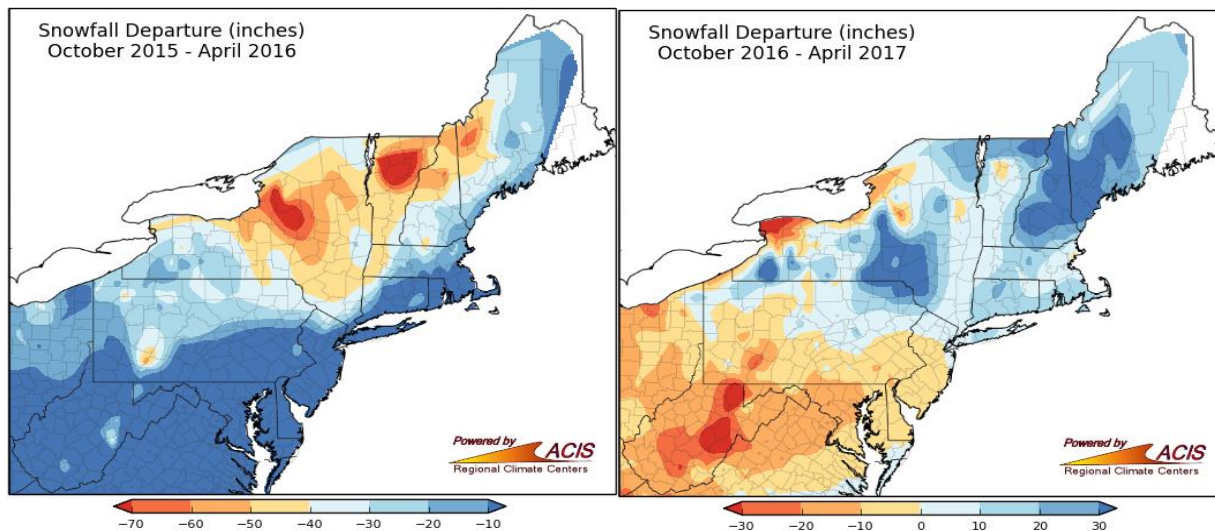 Snowfall Departure (inches)
October 2015 - April 2016
Powered by ACIS
Regional Climate Centers
−70 −60 −50 −40 −30 −20 −10
Snowfall Departure (inches)
October 2016 - April 2017
Powered by ACIS
Regional Climate Centers
−30 −20 −10 0 10 20 30